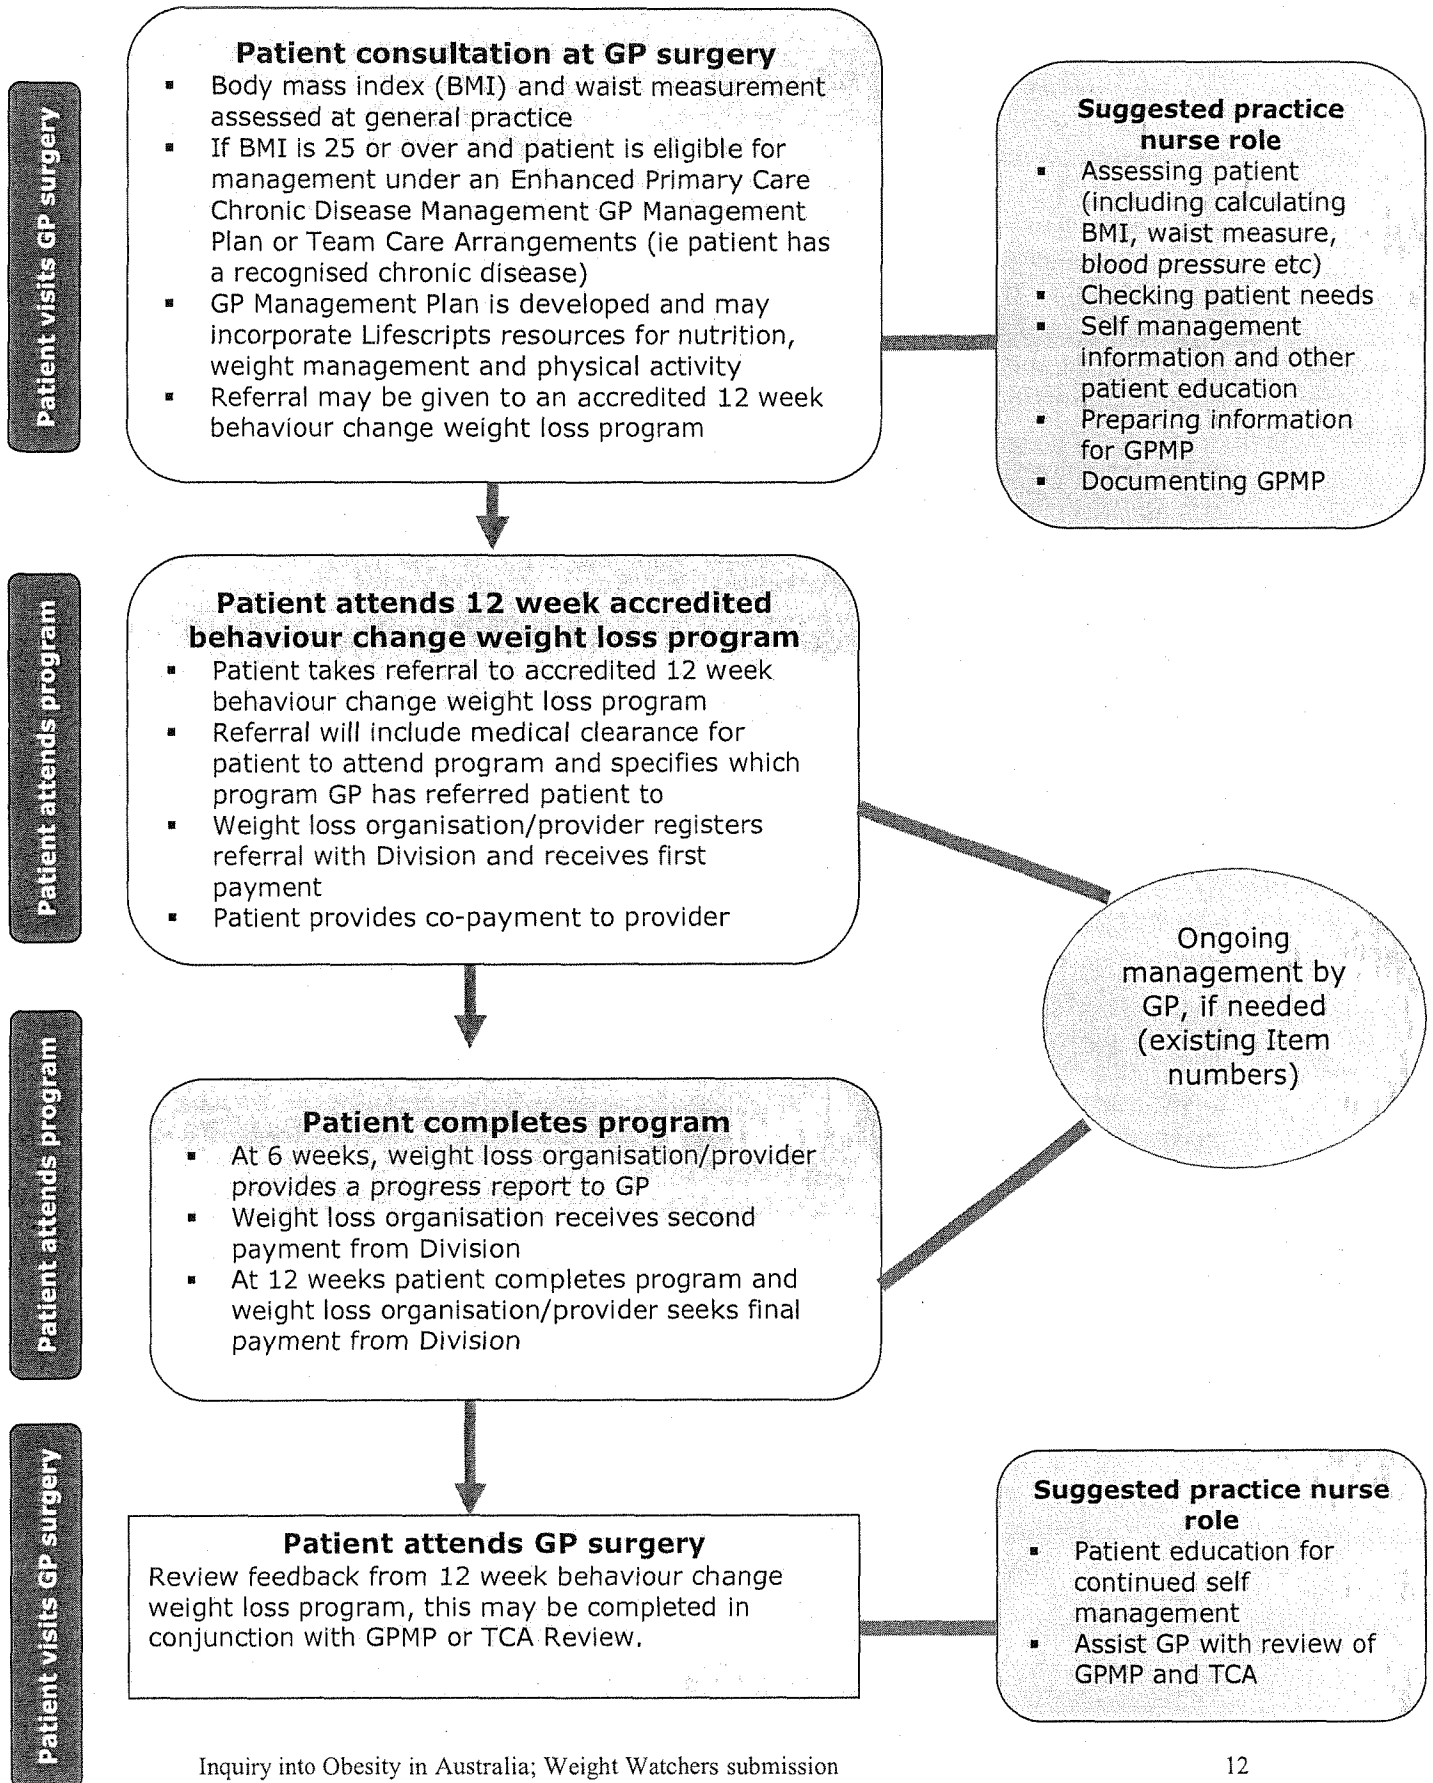 Patient visits GP surgery
Patient consultation at GP surgery
▪ Body mass index (BMI) and waist measurement
assessed at general practice
▪ If BMI is 25 or over and patient is eligible for
management under an Enhanced Primary Care
Chronic Disease Management GP Management
Plan or Team Care Arrangements (ie patient has
a recognised chronic disease)
▪ GP Management Plan is developed and may
incorporate Lifescripts resources for nutrition,
weight management and physical activity
▪ Referral may be given to an accredited 12 week
behaviour change weight loss program
Suggested practice
nurse role
▪ Assessing patient
(including calculating
BMI, waist measure,
blood pressure etc)
▪ Checking patient needs
▪ Self management
information and other
patient education
▪ Preparing information
for GPMP
▪ Documenting GPMP
Patient attends program
Patient attends 12 week accredited
behaviour change weight loss program
▪ Patient takes referral to accredited 12 week
behaviour change weight loss program
▪ Referral will include medical clearance for
patient to attend program and specifies which
program GP has referred patient to
▪ Weight loss organisation/provider registers
referral with Division and receives first
payment
▪ Patient provides co-payment to provider
Ongoing
management by
GP, if needed
(existing Item
numbers)
Patient attends program
Patient completes program
▪ At 6 weeks, weight loss organisation/provider
provides a progress report to GP
▪ Weight loss organisation receives second
payment from Division
▪ At 12 weeks patient completes program and
weight loss organisation/provider seeks final
payment from Division
Patient visits GP surgery
Patient attends GP surgery
Review feedback from 12 week behaviour change
weight loss program, this may be completed in
conjunction with GPMP or TCA Review.
Suggested practice nurse
role
▪ Patient education for
continued self
management
▪ Assist GP with review of
GPMP and TCA
Inquiry into Obesity in Australia; Weight Watchers submission
12